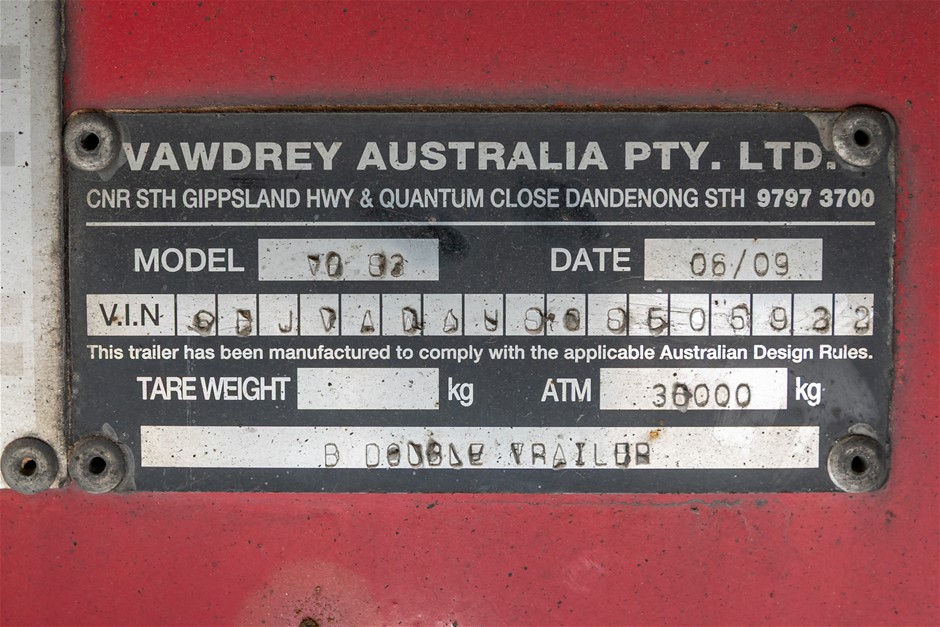 VAWDREY AUSTRALIA PTY. LTD.
CNR STH GIPPSLAND HWY & QUANTUM CLOSE DANDENONG STH 9797 3700
MODEL DATE 06/09
V.I.N
This trailer has been manufactured to comply with the applicable Australian Design Rules.
TARE WEIGHT kg ATM 36000 kg
B DOUBLE TRAILER